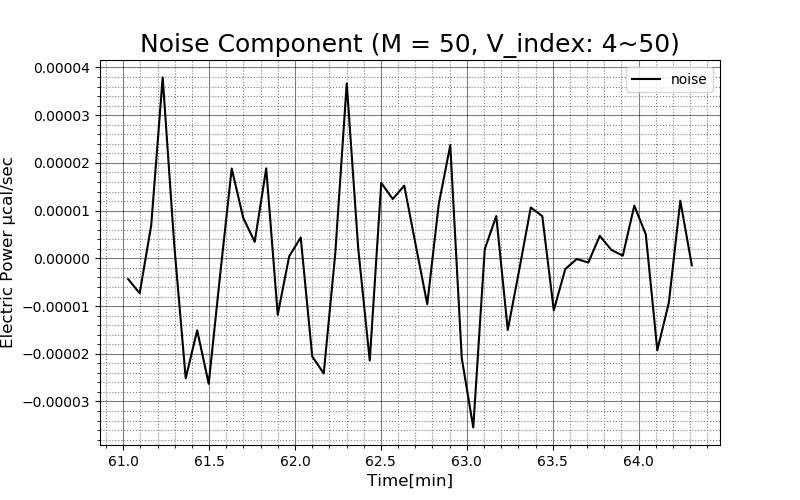 Noise Component (M = 50, V_index: 4~50)
noise
0.00004
0.00003
0.00002
0.00001
0.00000
−0.00001
−0.00002
−0.00003
Electric Power μcal/sec
61.0 61.5 62.0 62.5 63.0 63.5 64.0
Time[min]